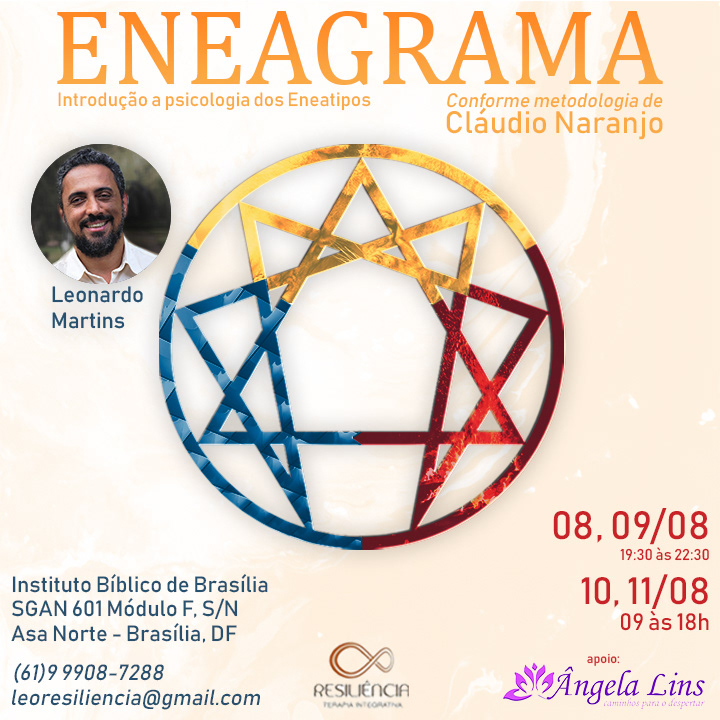 ENEAGRAMA
Introdução a psicologia dos Eneatipos
Conforme metodologia de
Cláudio Naranjo
Leonardo
Martins
08, 09/08
19:30 às 22:30
10, 11/08
09 às 18h
Instituto Bíblico de Brasília
SGAN 601 Módulo F, S/N
Asa Norte - Brasília, DF
(61)9 9908-7288
leoresiliencia@gmail.com
RESILIÊNCIA
TERAPIA INTEGRATIVA
apoio:
Ângela Lins
caminhos para o despertar